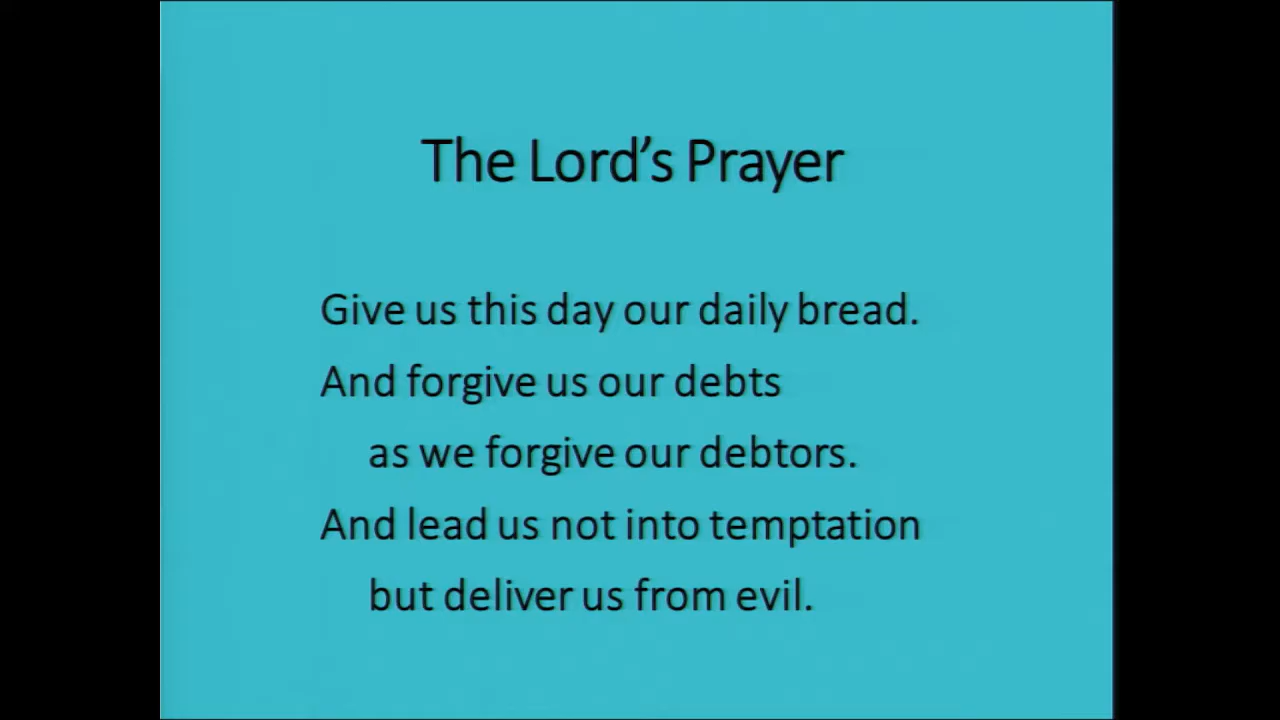 The Lord’s Prayer
Give us this day our daily bread.
And forgive us our debts
as we forgive our debtors.
And lead us not into temptation
but deliver us from evil.